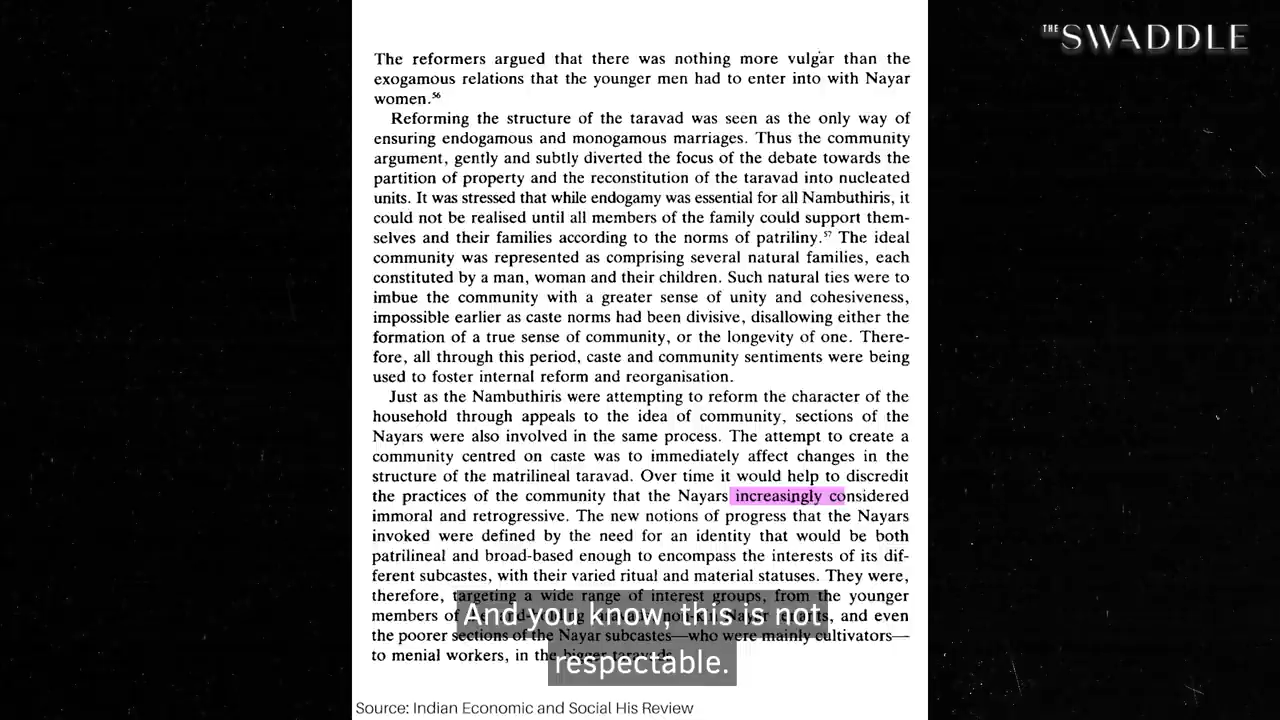 THE SWADDLE
The reformers argued that there was nothing more vulgar than the
exogamous relations that the younger men had to enter into with Nayar
women.⁵⁶
Reforming the structure of the taravad was seen as the only way of
ensuring endogamous and monogamous marriages. Thus the community
argument, gently and subtly diverted the focus of the debate towards the
partition of property and the reconstitution of the taravad into nucleated
units. It was stressed that while endogamy was essential for all Nambuthiris, it
could not be realised until all members of the family could support them-
selves and their families according to the norms of patriliny.⁵⁷ The ideal
community was represented as comprising several natural families, each
constituted by a man, woman and their children. Such natural ties were to
imbue the community with a greater sense of unity and cohesiveness,
impossible earlier as caste norms had been divisive, disallowing either the
formation of a true sense of community, or the longevity of one. There-
fore, all through this period, caste and community sentiments were being
used to foster internal reform and reorganisation.
Just as the Nambuthiris were attempting to reform the character of the
household through appeals to the idea of community, sections of the
Nayars were also involved in the same process. The attempt to create a
community centred on caste was to immediately affect changes in the
structure of the matrilineal taravad. Over time it would help to discredit
the practices of the community that the Nayars increasingly considered
immoral and retrogressive. The new notions of progress that the Nayars
invoked were defined by the need for an identity that would be both
patrilineal and broad-based enough to encompass the interests of its dif-
ferent subcastes, with their varied ritual and material statuses. They were,
therefore, targeting a wide range of interest groups, from the younger
members of and even
the poorer sections of the Nayar subcastes—who were mainly cultivators—
to menial workers, in the bigger
And you know, this is not
respectable.
Source: Indian Economic and Social His Review